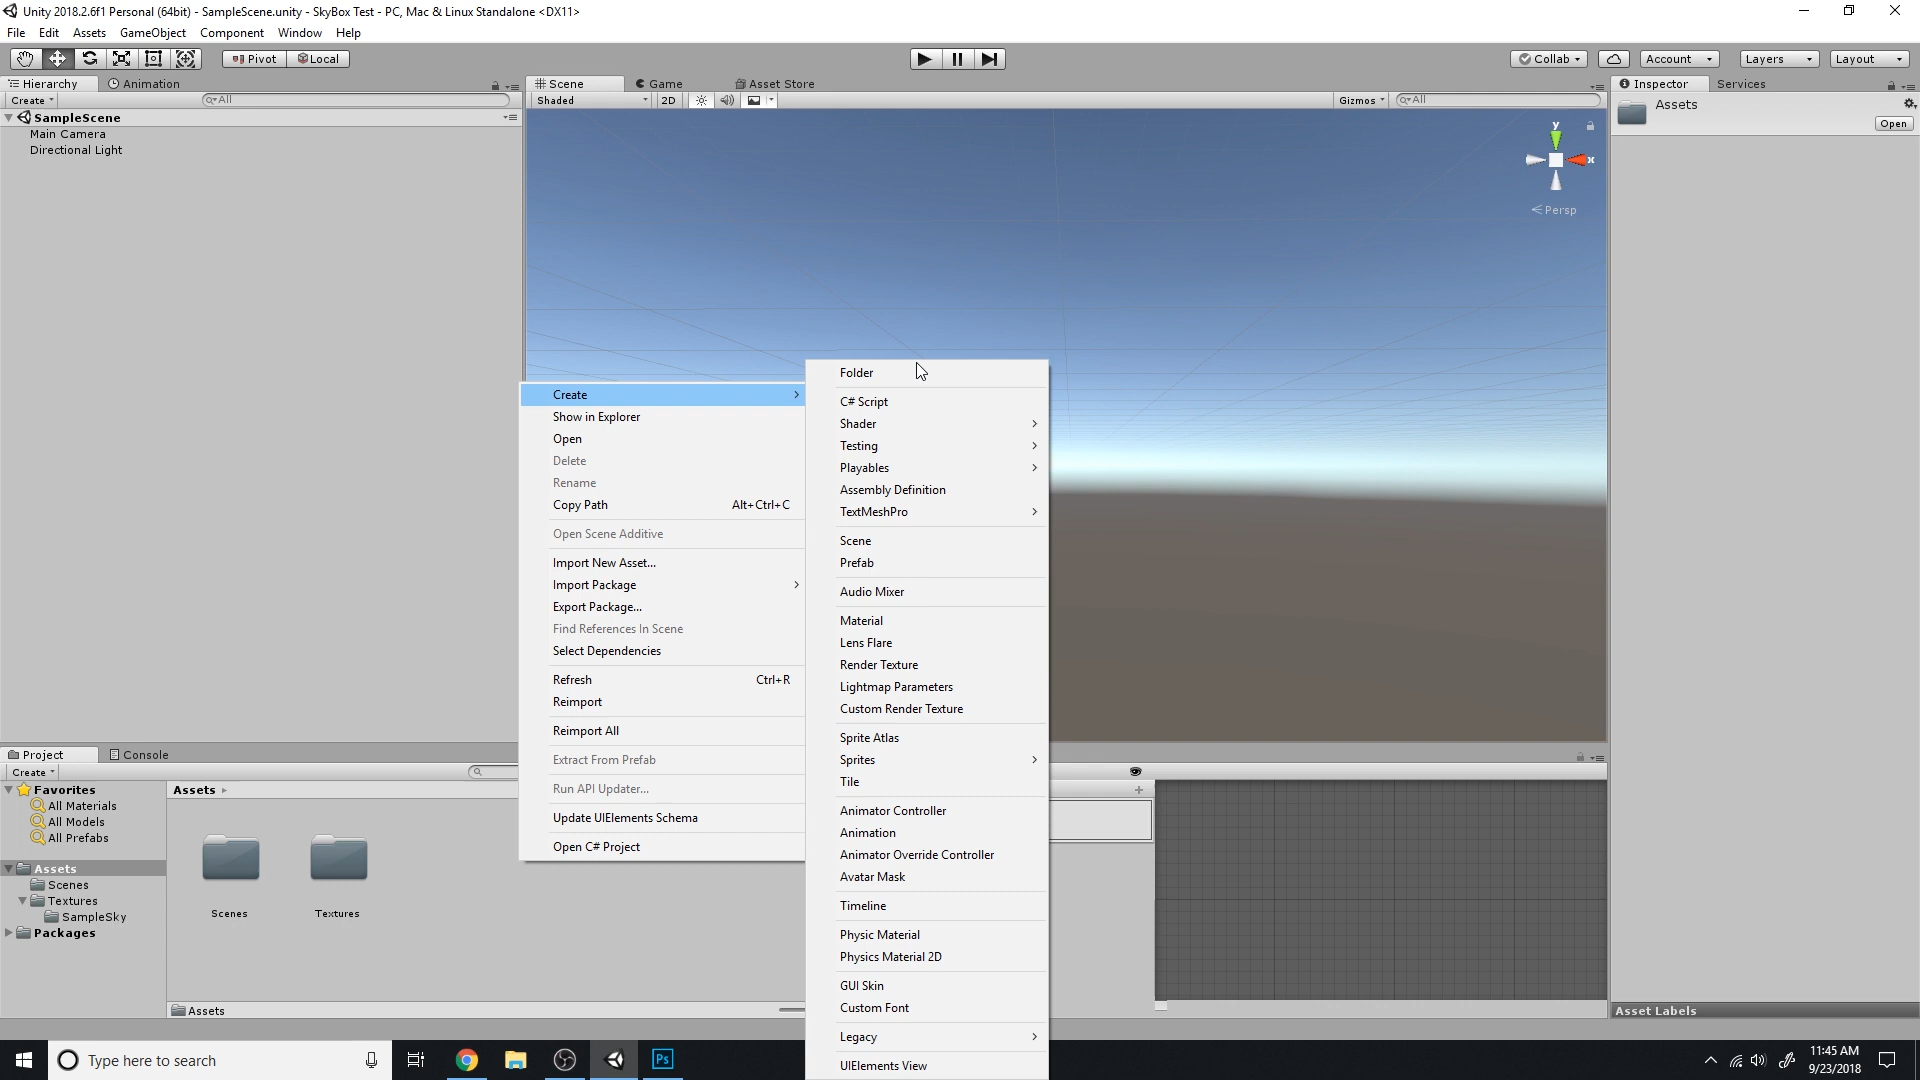 Unity 2018.2.6f1 Personal (64bit) - SampleScene.unity - SkyBox Test - PC, Mac & Linux Standalone <DX11>
File Edit Assets GameObject Component Window Help
Pivot Local Collab Account Layers Layout
Hierarchy Animation
Create All
SampleScene
Main Camera
Directional Light
Scene Game Asset Store
Shaded 2D Gizmos All
y
x
Persp
Inspector Services
Assets
Open
Create
Show in Explorer
Open
Delete
Rename
Copy Path Alt+Ctrl+C
Open Scene Additive
Import New Asset...
Import Package
Export Package...
Find References In Scene
Select Dependencies
Refresh Ctrl+R
Reimport
Reimport All
Extract From Prefab
Run API Updater...
Update UIElements Schema
Open C# Project
Folder
C# Script
Shader
Testing
Playables
Assembly Definition
TextMeshPro
Scene
Prefab
Audio Mixer
Material
Lens Flare
Render Texture
Lightmap Parameters
Custom Render Texture
Sprite Atlas
Sprites
Tile
Animator Controller
Animation
Animator Override Controller
Avatar Mask
Timeline
Physic Material
Physics Material 2D
GUI Skin
Custom Font
Legacy
UIElements View
Project Console
Create
Favorites
All Materials
All Models
All Prefabs
Assets
Scenes
Textures
SampleSky
Packages
Assets
Scenes
Textures
Assets
Asset Labels
Type here to search
Ps
11:45 AM
9/23/2018